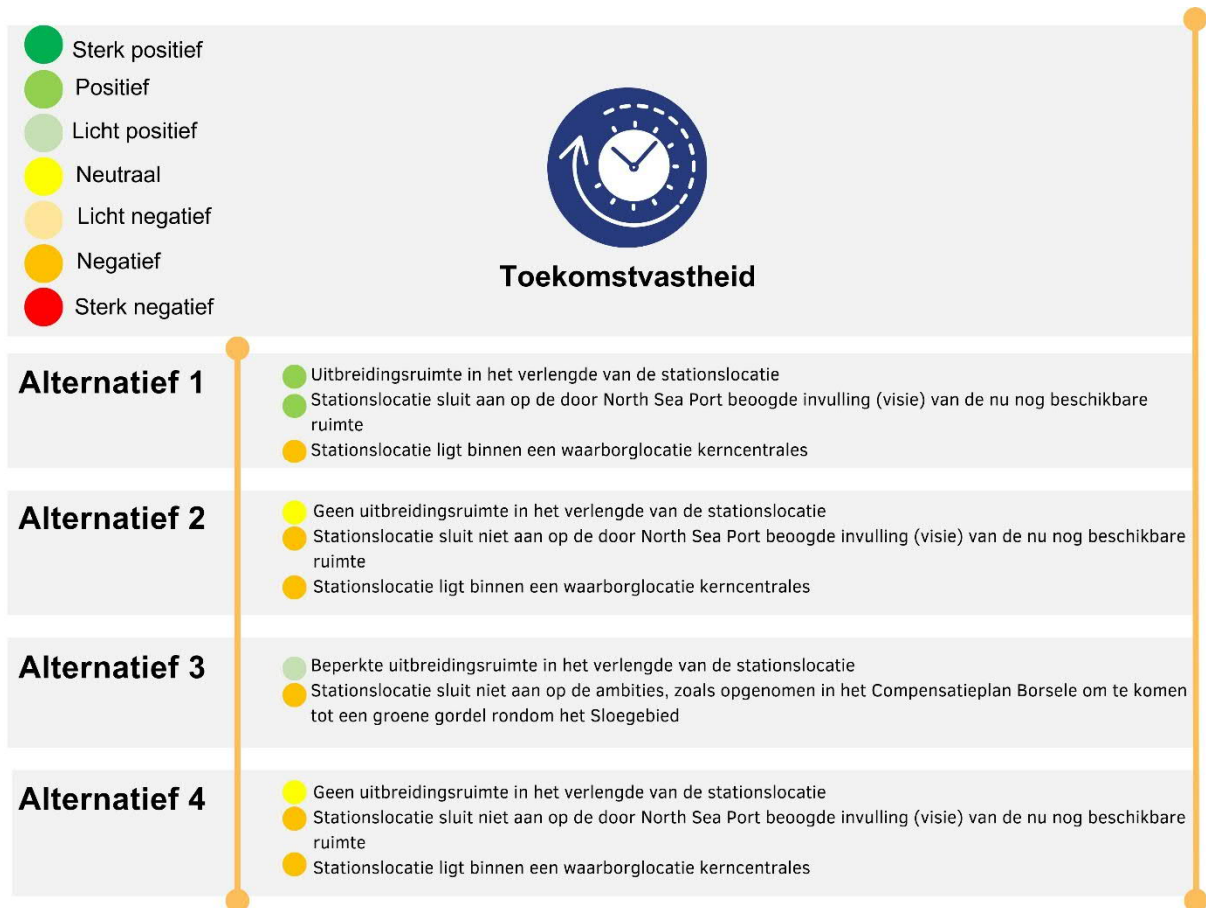 Sterk positief
Positief
Licht positief
Neutraal
Licht negatief
Negatief
Sterk negatief
Toekomstvastheid
Alternatief 1
Uitbreidingsruimte in het verlengde van de stationslocatie
Stationslocatie sluit aan op de door North Sea Port beoogde invulling (visie) van de nu nog beschikbare
ruimte
Stationslocatie ligt binnen een waarborglocatie kerncentrales
Alternatief 2
Geen uitbreidingsruimte in het verlengde van de stationslocatie
Stationslocatie sluit niet aan op de door North Sea Port beoogde invulling (visie) van de nu nog beschikbare
ruimte
Stationslocatie ligt binnen een waarborglocatie kerncentrales
Alternatief 3
Beperkte uitbreidingsruimte in het verlengde van de stationslocatie
Stationslocatie sluit niet aan op de ambities, zoals opgenomen in het Compensatieplan Borsele om te komen
tot een groene gordel rondom het Sloegebied
Alternatief 4
Geen uitbreidingsruimte in het verlengde van de stationslocatie
Stationslocatie sluit niet aan op de door North Sea Port beoogde invulling (visie) van de nu nog beschikbare
ruimte
Stationslocatie ligt binnen een waarborglocatie kerncentrales